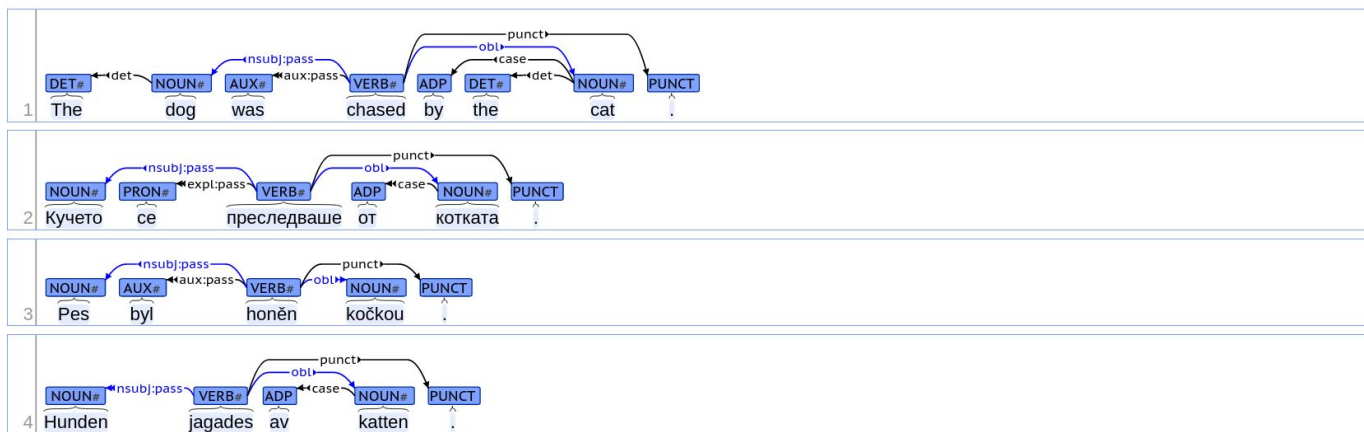 punct
obl
nsubj:pass case
det aux:pass det
DET# NOUN# AUX# VERB# ADP DET# NOUN# PUNCT
1 The dog was chased by the cat .
punct
nsubj:pass obl
expl:pass case
NOUN# PRON# VERB# ADP NOUN# PUNCT
2 Кучето се преследваше от котката .
nsubj:pass punct
aux:pass obl
NOUN# AUX# VERB# NOUN# PUNCT
3 Pes byl honěn kočkou .
punct
obl
nsubj:pass case
NOUN# VERB# ADP NOUN# PUNCT
4 Hunden jagades av katten .